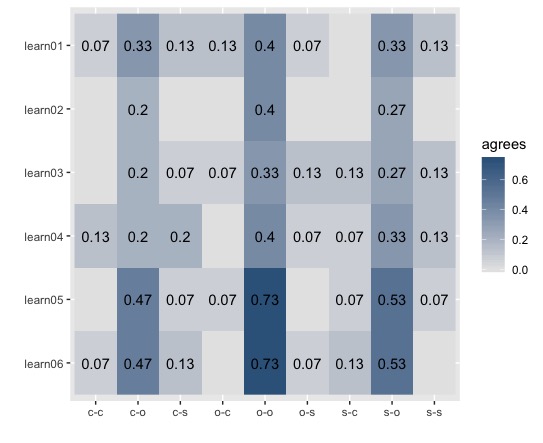 learn01 0.07 0.33 0.13 0.13 0.4 0.07 0.33 0.13
learn02 0.2 0.4 0.27
learn03 0.2 0.07 0.07 0.33 0.13 0.13 0.27 0.13
learn04 0.13 0.2 0.2 0.4 0.07 0.07 0.33 0.13
learn05 0.47 0.07 0.07 0.73 0.07 0.53 0.07
learn06 0.07 0.47 0.13 0.73 0.07 0.13 0.53
c-c c-o c-s o-c o-o o-s s-c s-o s-s
agrees
0.6
0.4
0.2
0.0